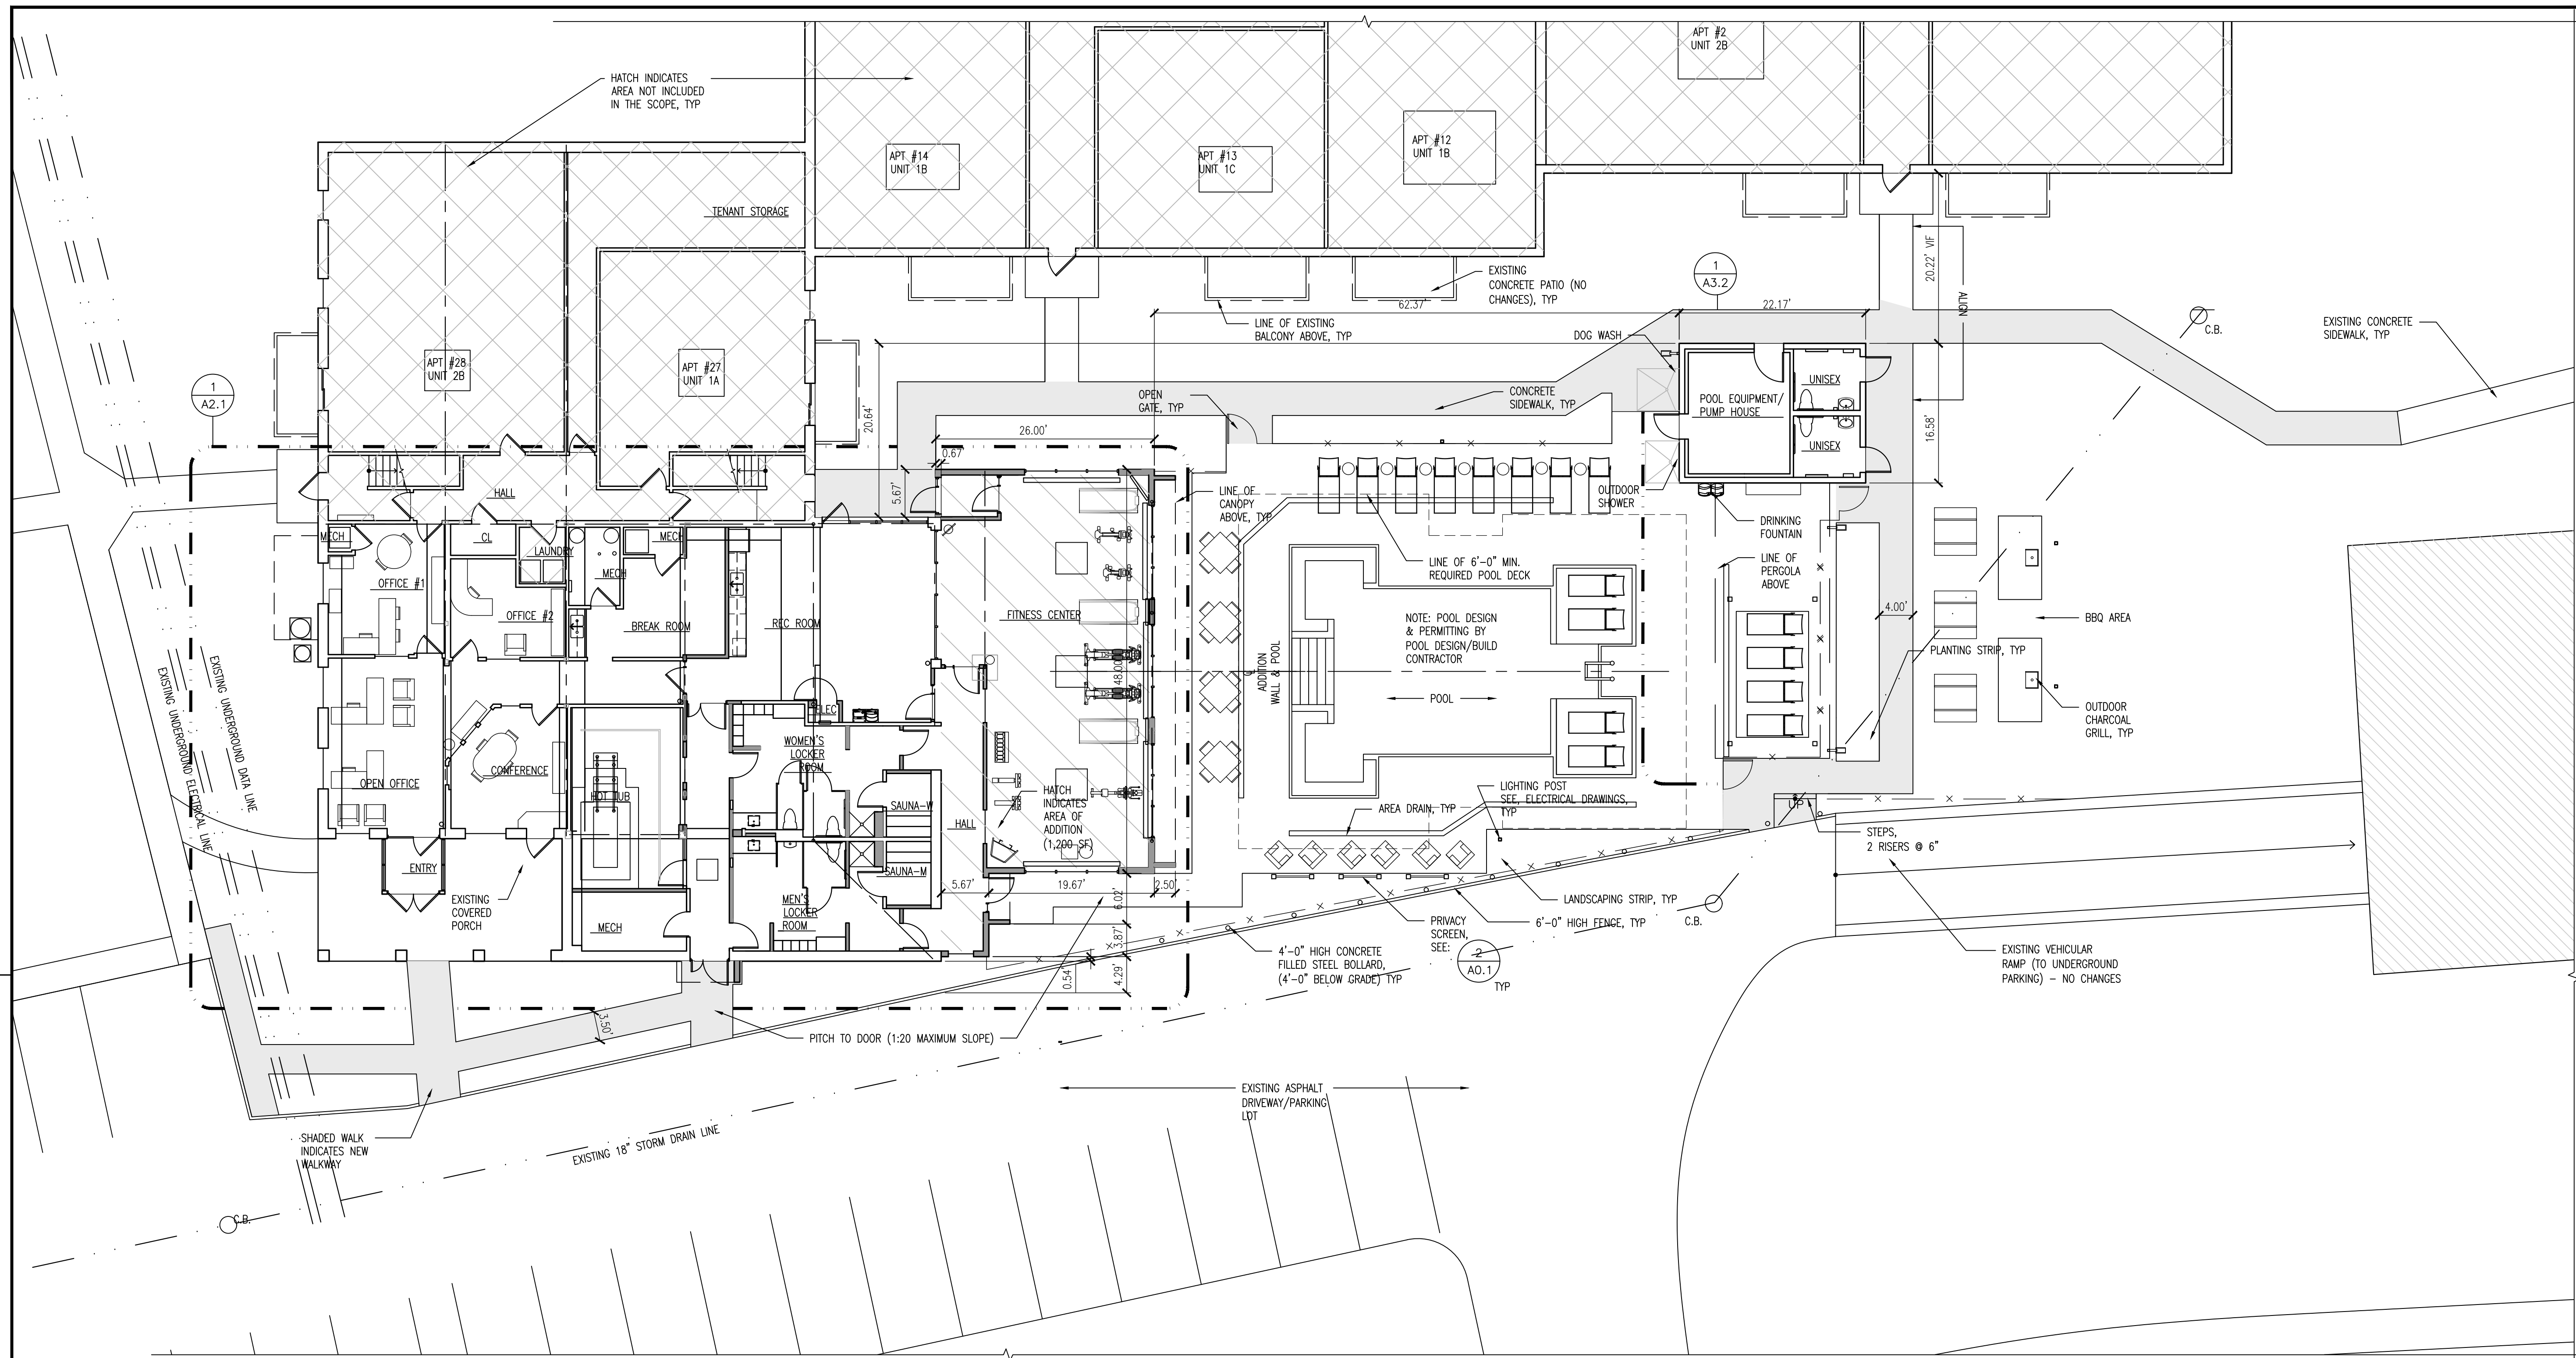 HATCH INDICATES
AREA NOT INCLUDED
IN THE SCOPE, TYP
APT #2
UNIT 2B
APT #14
UNIT 1B
APT #13
UNIT 1C
APT #12
UNIT 1B
TENANT STORAGE
APT #28
UNIT 2B
APT #27
UNIT 1A
EXISTING
CONCRETE PATIO (NO
CHANGES), TYP
LINE OF EXISTING
BALCONY ABOVE, TYP
62.37'
22.17'
20.22' VIF
ALIGN
16.58'
1
A3.2
C.B.
EXISTING CONCRETE
SIDEWALK, TYP
DOG WASH
1
A2.1
20.64'
OPEN
GATE, TYP
CONCRETE
SIDEWALK, TYP
POOL EQUIPMENT/
PUMP HOUSE
UNISEX
UNISEX
26.00'
0.67'
5.67'
HALL
LINE OF
CANOPY
ABOVE, TYP
OUTDOOR
SHOWER
DRINKING
FOUNTAIN
MECH
CL
LAUNDRY
MECH
MECH
OFFICE #1
OFFICE #2
BREAK ROOM
REC ROOM
FITNESS CENTER
48.00'
LINE OF 6'-0" MIN.
REQUIRED POOL DECK
LINE OF
PERGOLA
ABOVE
NOTE: POOL DESIGN
& PERMITTING BY
POOL DESIGN/BUILD
CONTRACTOR
4.00'
BBQ AREA
PLANTING STRIP, TYP
EXISTING UNDERGROUND DATA LINE
EXISTING UNDERGROUND ELECTRICAL LINE
ADDITION
WALL & POOL
POOL
OUTDOOR
CHARCOAL
GRILL, TYP
ELEC
WOMEN'S
LOCKER
ROOM
CONFERENCE
OPEN OFFICE
HOT TUB
SAUNA-W
HALL
HATCH
INDICATES
AREA OF
ADDITION
(1,200 SF)
AREA DRAIN, TYP
LIGHTING POST
SEE, ELECTRICAL DRAWINGS,
TYP
UP
STEPS,
2 RISERS @ 6"
ENTRY
SAUNA-M
5.67'
19.67'
2.50'
6.02'
3.87'
4.29'
0.54'
EXISTING
COVERED
PORCH
MEN'S
LOCKER
ROOM
MECH
LANDSCAPING STRIP, TYP
PRIVACY
SCREEN,
SEE:
2
A0.1
TYP
6'-0" HIGH FENCE, TYP
C.B.
4'-0" HIGH CONCRETE
FILLED STEEL BOLLARD,
(4'-0" BELOW GRADE) TYP
EXISTING VEHICULAR
RAMP (TO UNDERGROUND
PARKING) – NO CHANGES
3.50'
PITCH TO DOOR (1:20 MAXIMUM SLOPE)
EXISTING ASPHALT
DRIVEWAY/PARKING
LOT
SHADED WALK
INDICATES NEW
WALKWAY
EXISTING 18" STORM DRAIN LINE
C.B.